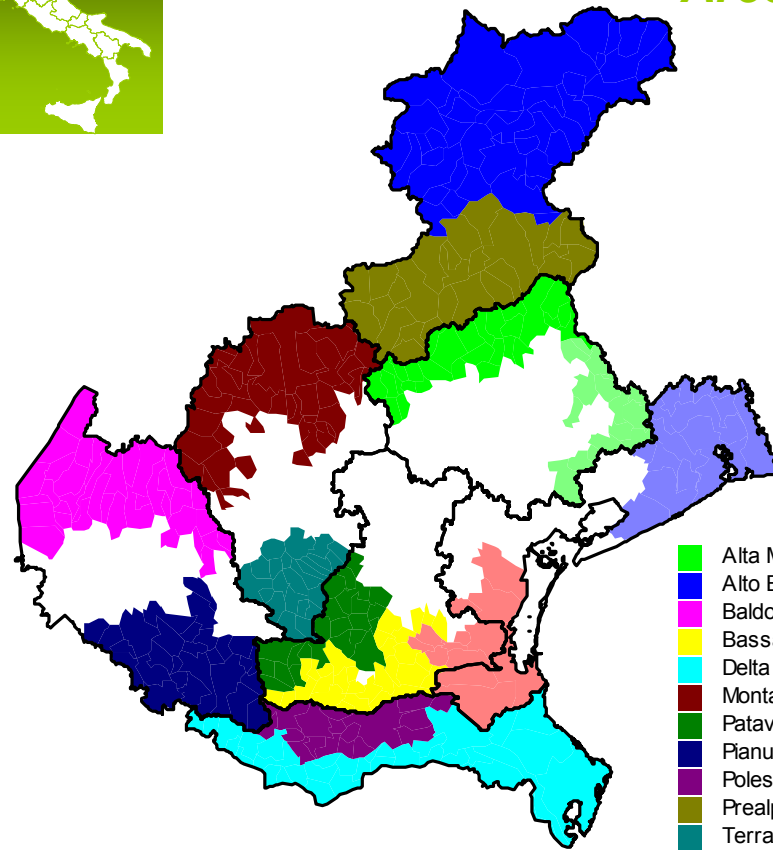 Alta M
Alto B
Baldo
Bass
Delta
Monta
Patav
Pianu
Poles
Prealp
Terra